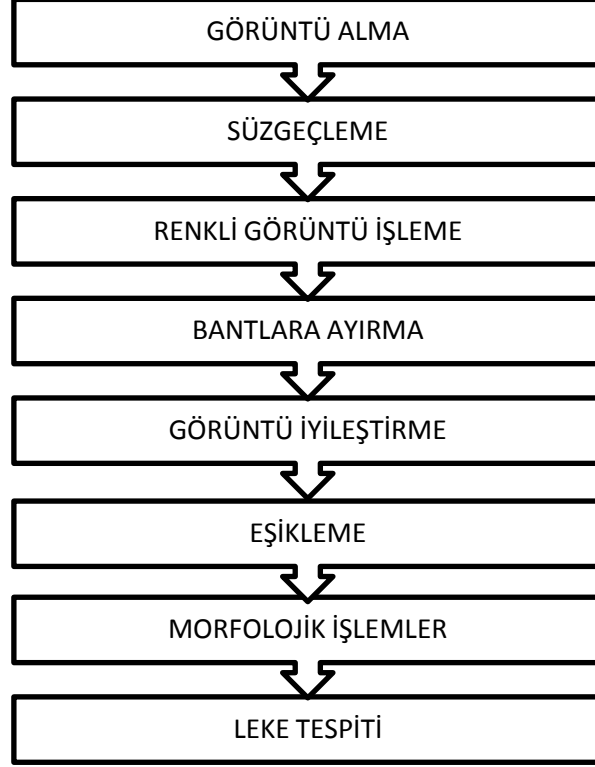 GÖRÜNTÜ ALMA
SÜZGEÇLEME
RENKLİ GÖRÜNTÜ İŞLEME
BANTLARA AYIRMA
GÖRÜNTÜ İYİLEŞTİRME
EŞİKLEME
MORFOLOJİK İŞLEMLER
LEKE TESPİTİ